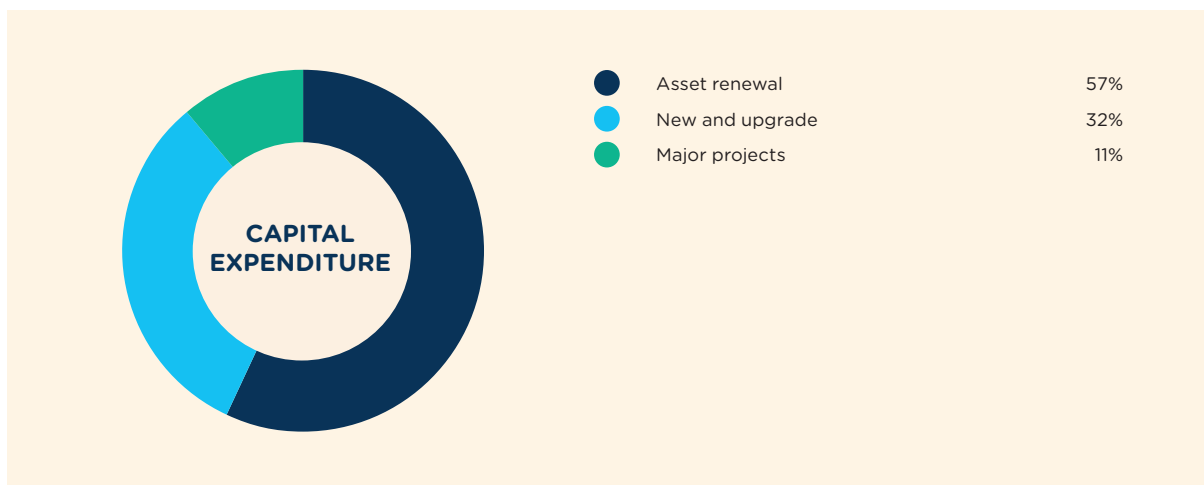 CAPITAL
EXPENDITURE
Asset renewal 57%
New and upgrade 32%
Major projects 11%